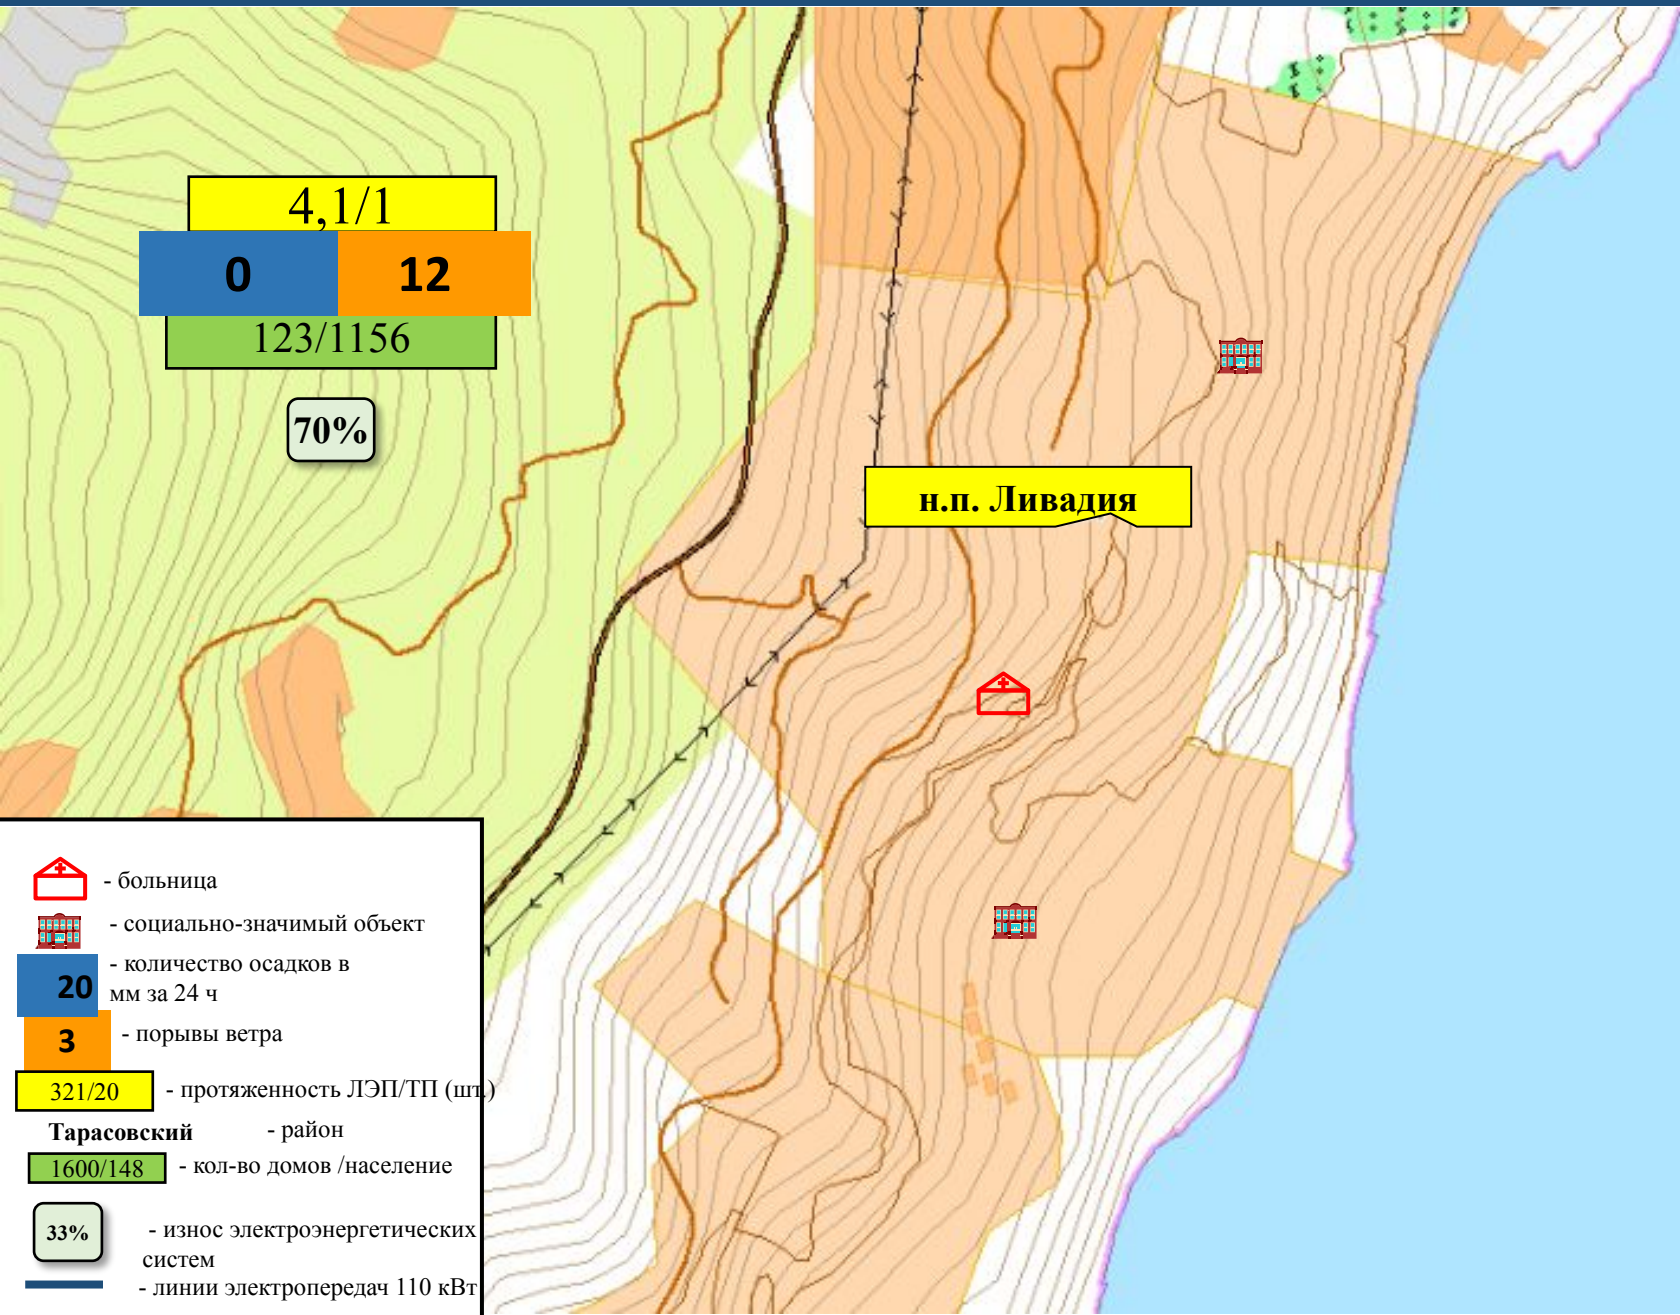 4,1/1
0 12
123/1156
70%
н.п. Ливадия
- больница
- социально-значимый объект
- количество осадков в
20
мм за 24 ч
3 - порывы ветра
321/20 - протяженность ЛЭП/ТП (шт.)
Тарасовский - район
1600/148 - кол-во домов /население
33% - износ электроэнергетических
систем
- линии электропередач 110 кВт